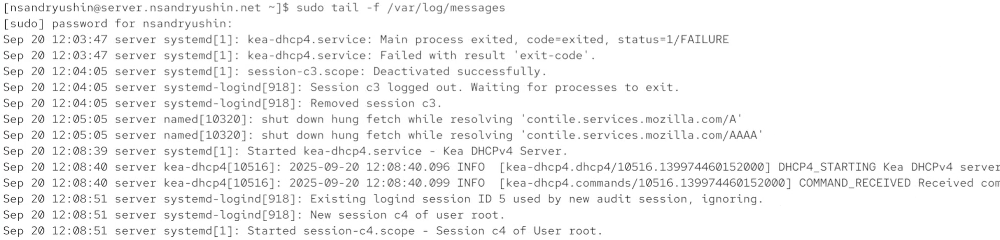 [nsandryushin@server.nsandryushin.net ~]$ sudo tail -f /var/log/messages
[sudo] password for nsandryushin:
Sep 20 12:03:47 server systemd[1]: kea-dhcp4.service: Main process exited, code=exited, status=1/FAILURE
Sep 20 12:03:47 server systemd[1]: kea-dhcp4.service: Failed with result 'exit-code'.
Sep 20 12:04:05 server systemd[1]: session-c3.scope: Deactivated successfully.
Sep 20 12:04:05 server systemd-logind[918]: Session c3 logged out. Waiting for processes to exit.
Sep 20 12:04:05 server systemd-logind[918]: Removed session c3.
Sep 20 12:05:05 server named[10320]: shut down hung fetch while resolving 'contile.services.mozilla.com/A'
Sep 20 12:05:05 server named[10320]: shut down hung fetch while resolving 'contile.services.mozilla.com/AAAA'
Sep 20 12:08:39 server systemd[1]: Started kea-dhcp4.service - Kea DHCPv4 Server.
Sep 20 12:08:40 server kea-dhcp4[10516]: 2025-09-20 12:08:40.096 INFO  [kea-dhcp4.dhcp4/10516.139974460152000] DHCP4_STARTING Kea DHCPv4 server
Sep 20 12:08:40 server kea-dhcp4[10516]: 2025-09-20 12:08:40.099 INFO  [kea-dhcp4.commands/10516.139974460152000] COMMAND_RECEIVED Received com
Sep 20 12:08:51 server systemd-logind[918]: Existing logind session ID 5 used by new audit session, ignoring.
Sep 20 12:08:51 server systemd-logind[918]: New session c4 of user root.
Sep 20 12:08:51 server systemd[1]: Started session-c4.scope - Session c4 of User root.